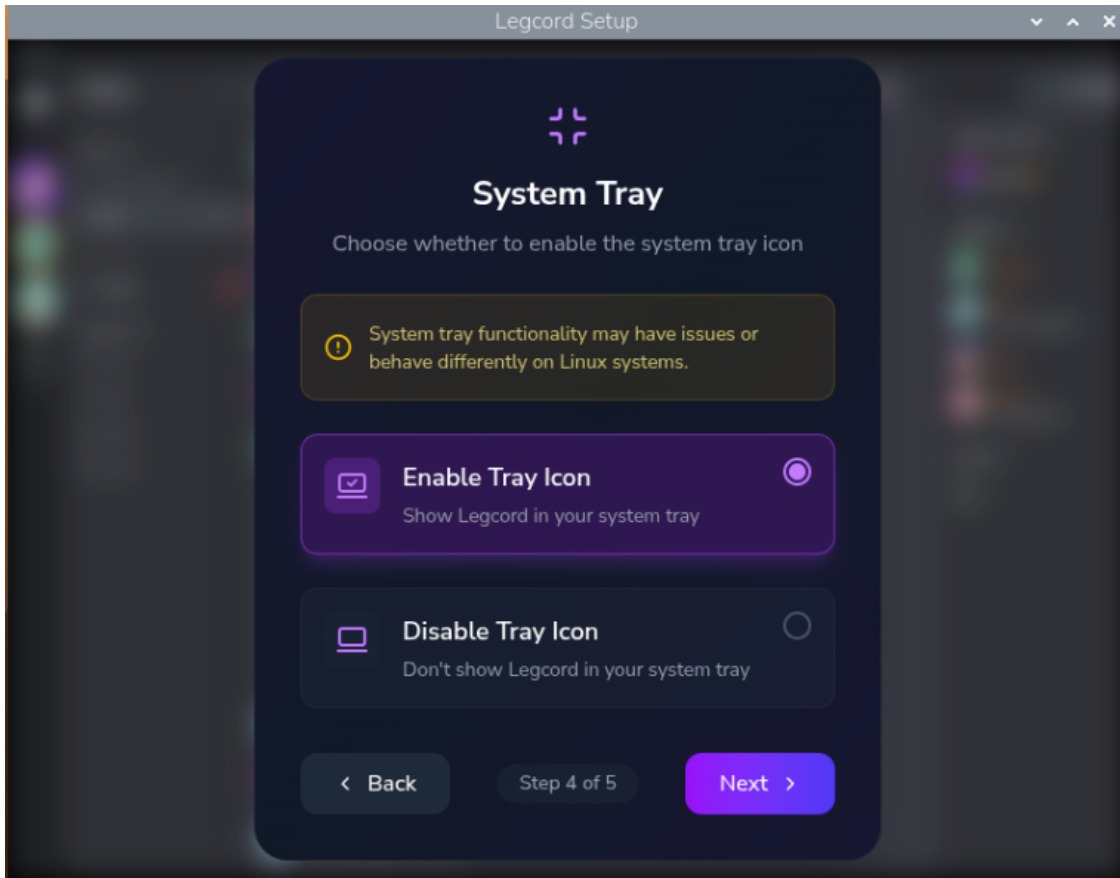 Legcord Setup
System Tray
Choose whether to enable the system tray icon
System tray functionality may have issues or
behave differently on Linux systems.
Enable Tray Icon
Show Legcord in your system tray
Disable Tray Icon
Don't show Legcord in your system tray
Back
Step 4 of 5
Next